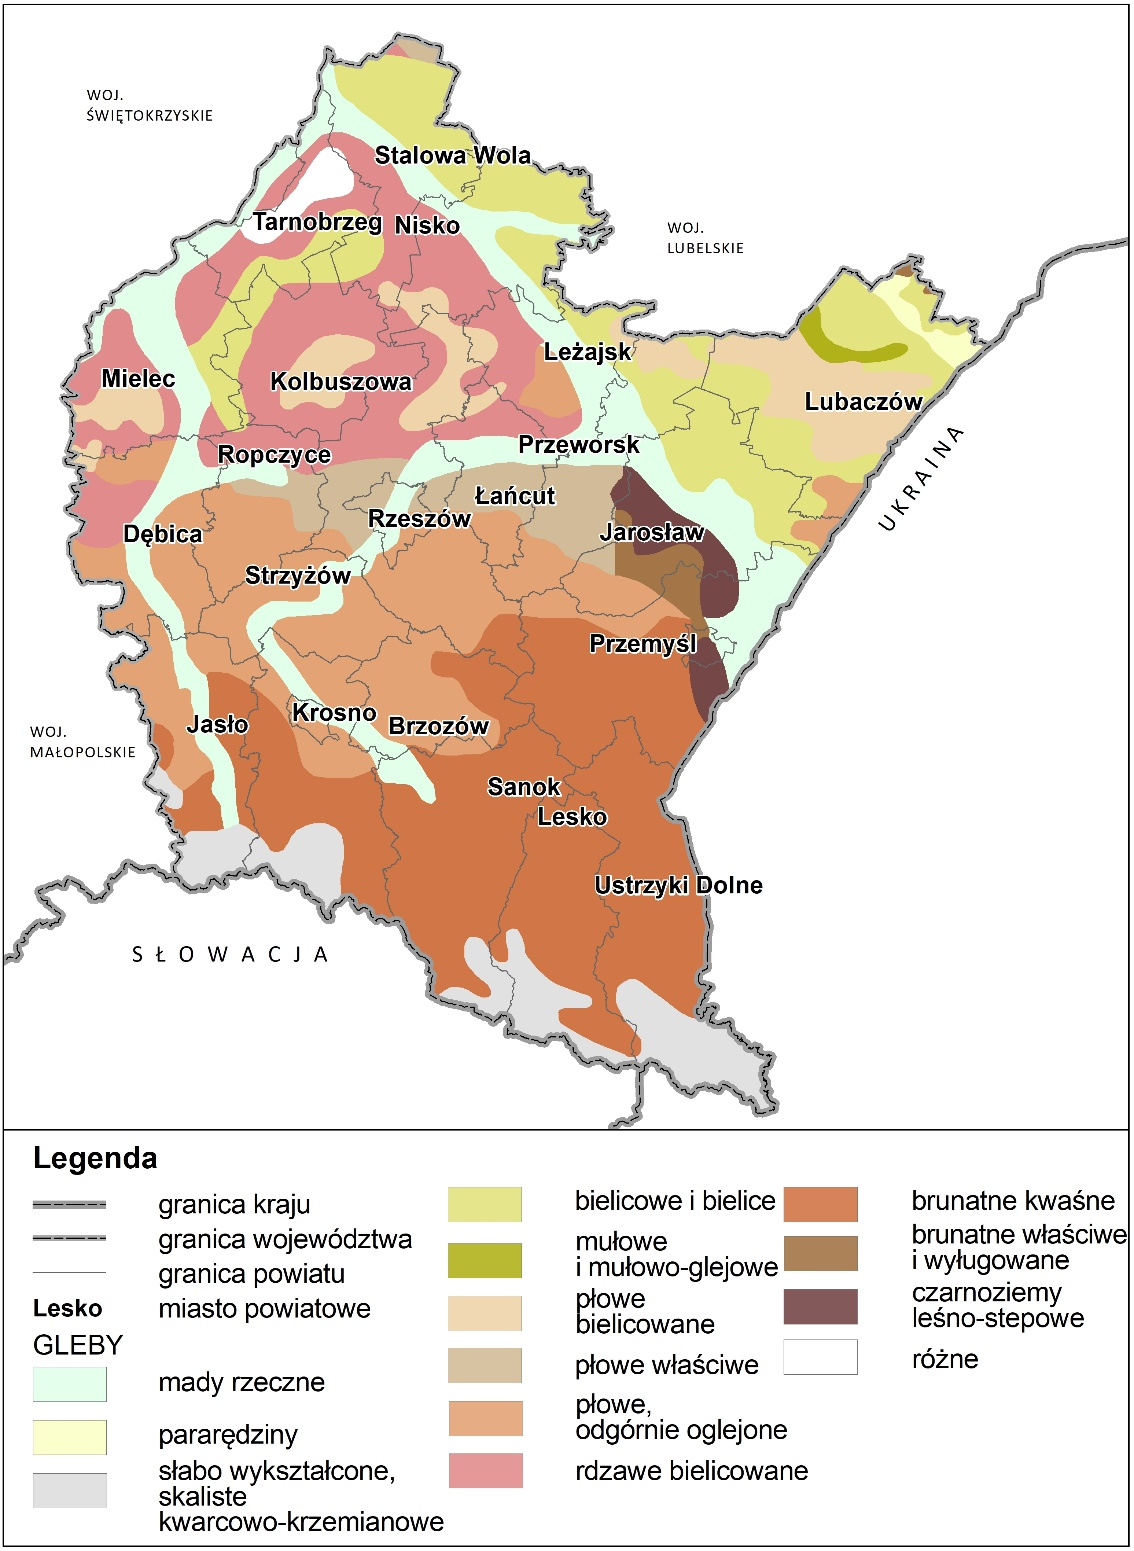 WOJ.
ŚWIĘTOKRZYSKIE
Stalowa Wola
Tarnobrzeg
Nisko
WOJ.
LUBELSKIE
Leżajsk
Mielec
Kolbuszowa
Lubaczów
Ropczyce
Przeworsk
UKRAINA
Łańcut
Rzeszów
Dębica
Jarosław
Strzyżów
Przemyśl
WOJ.
MAŁOPOLSKIE
Jasło
Krosno
Brzozów
Sanok
Lesko
Ustrzyki Dolne
SŁOWACJA
Legenda
granica kraju
granica województwa
granica powiatu
Lesko
miasto powiatowe
GLEBY
mady rzeczne
pararędziny
słabo wykształcone,
skaliste
kwarcowo-krzemianowe
bielicowe i bielice
mułowe
i mułowo-glejowe
płowe
bielicowane
płowe właściwe
płowe,
odgórnie oglejone
rdzawe bielicowane
brunatne kwaśne
brunatne właściwe
i wyługowane
czarnoziemy
leśno-stepowe
różne